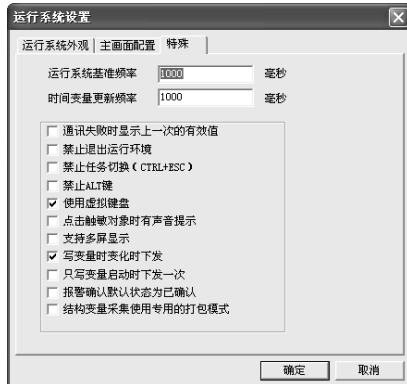 运行系统设置
运行系统外观 主画面配置 特殊
运行系统基准频率 1000 毫秒
时间变量更新频率 1000 毫秒
通讯失败时显示上一次的有效值
禁止退出运行环境
禁止任务切换(CTRL+ESC)
禁止ALT键
使用虚拟键盘
点击触敏对象时有声音提示
支持多屏显示
写变量时变化时下发
只写变量启动时下发一次
报警确认默认状态为已确认
结构变量采集使用专用的打包模式
确定 取消